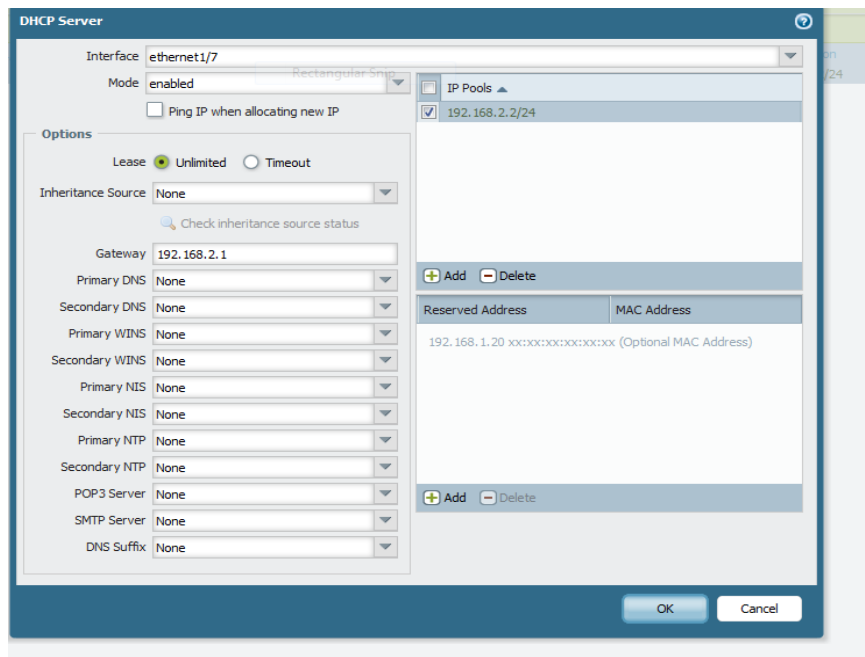 DHCP Server
Interface ethernet1/7
Rectangular Snip
Mode enabled
Ping IP when allocating new IP
Options
Lease Unlimited Timeout
Inheritance Source None
Check inheritance source status
Gateway 192.168.2.1
Primary DNS None
Secondary DNS None
Primary WINS None
Secondary WINS None
Primary NIS None
Secondary NIS None
Primary NTP None
Secondary NTP None
POP3 Server None
SMTP Server None
DNS Suffix None
IP Pools
192.168.2.2/24
Add Delete
Reserved Address MAC Address
192.168.1.20 xx:xx:xx:xx:xx:xx (Optional MAC Address)
Add Delete
OK Cancel
on
/24